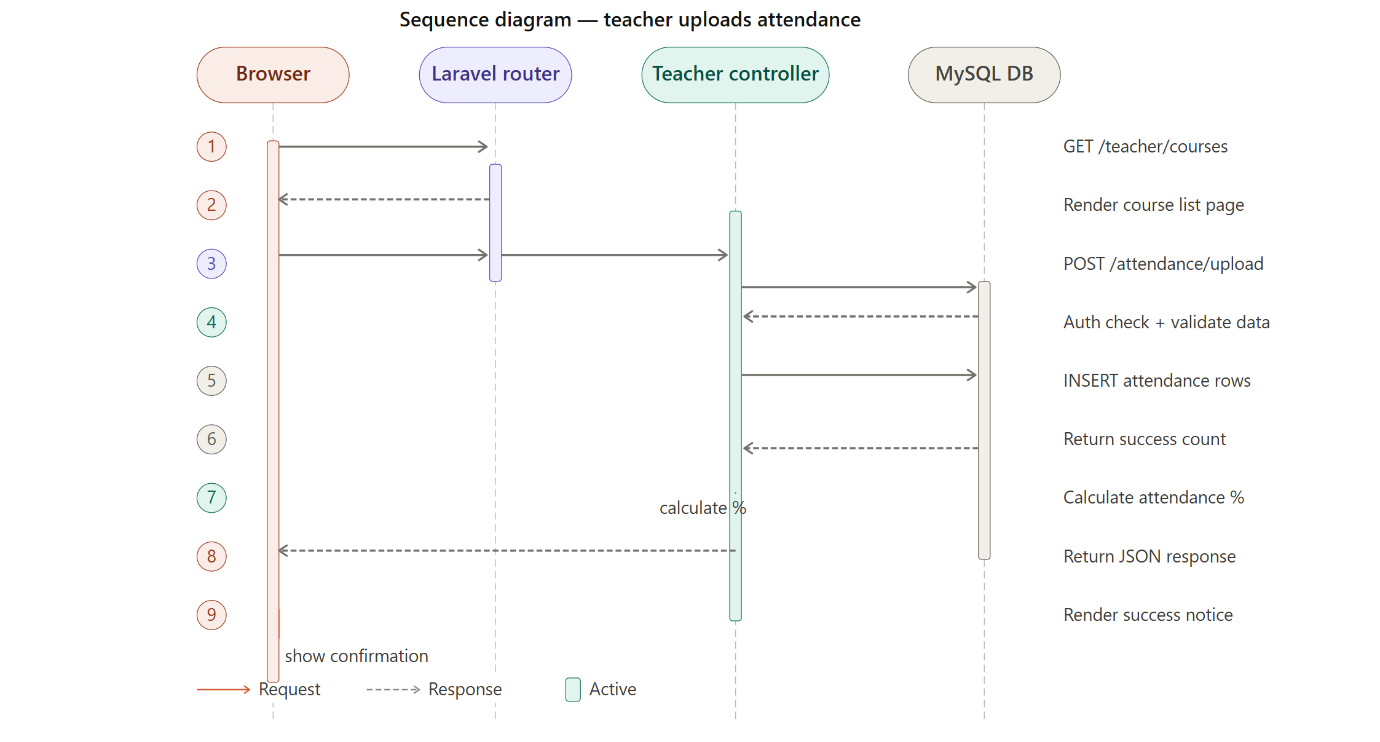 Sequence diagram — teacher uploads attendance
Browser
Laravel router
Teacher controller
MySQL DB
1
GET /teacher/courses
2
Render course list page
3
POST /attendance/upload
4
Auth check + validate data
5
INSERT attendance rows
6
Return success count
7
Calculate attendance %
calculate %
8
Return JSON response
9
Render success notice
show confirmation
Request
Response
Active